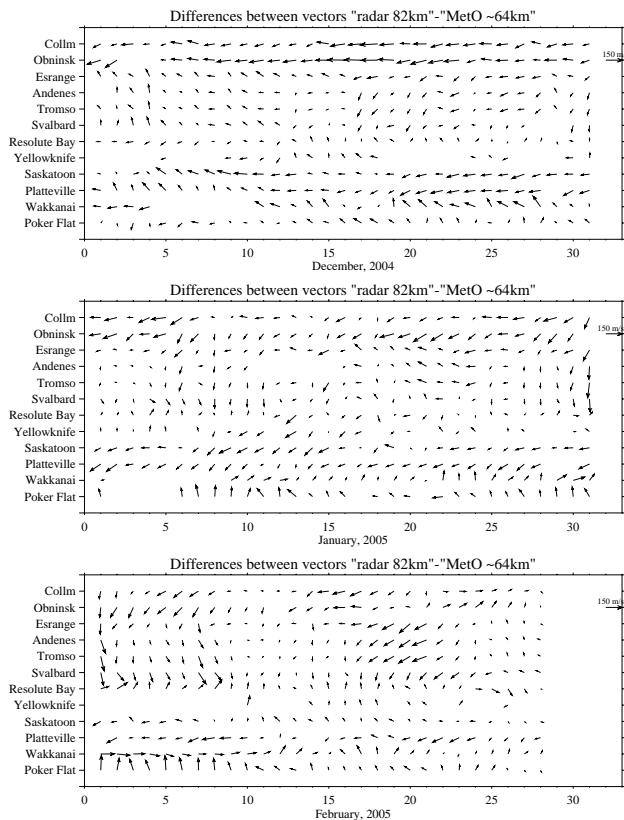 Differences between vectors "radar 82km"-"MetO ~64km"
Collm
Obninsk
Esrange
Andenes
Tromso
Svalbard
Resolute Bay
Yellowknife
Saskatoon
Platteville
Wakkanai
Poker Flat
150 m/s
0 5 10 15 20 25 30
December, 2004
Differences between vectors "radar 82km"-"MetO ~64km"
Collm
Obninsk
Esrange
Andenes
Tromso
Svalbard
Resolute Bay
Yellowknife
Saskatoon
Platteville
Wakkanai
Poker Flat
150 m/s
0 5 10 15 20 25 30
January, 2005
Differences between vectors "radar 82km"-"MetO ~64km"
Collm
Obninsk
Esrange
Andenes
Tromso
Svalbard
Resolute Bay
Yellowknife
Saskatoon
Platteville
Wakkanai
Poker Flat
150 m/s
0 5 10 15 20 25 30
February, 2005